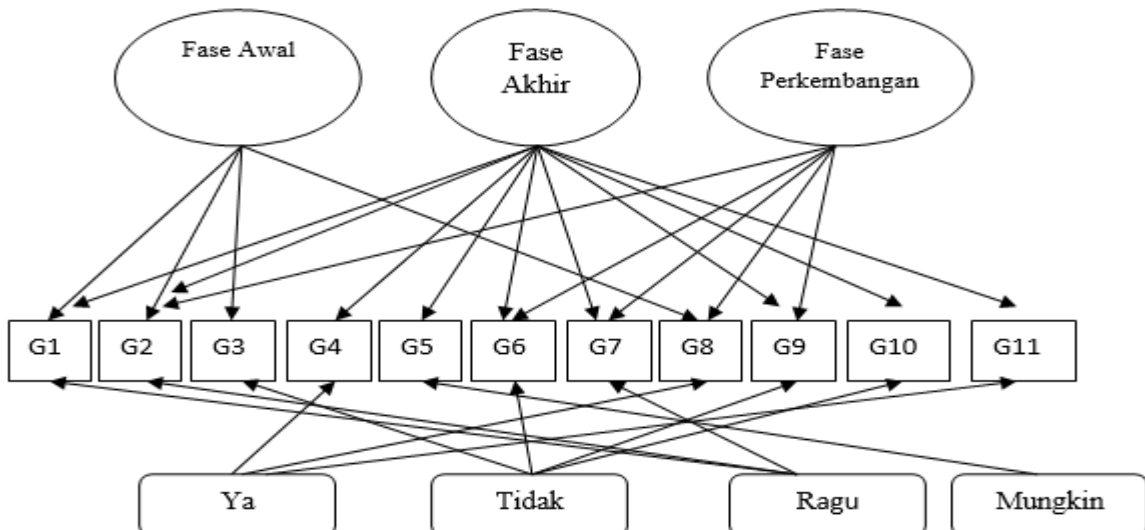 Fase Awal
Fase
Akhir
Fase
Perkembangan
G1
G2
G3
G4
G5
G6
G7
G8
G9
G10
G11
Ya
Tidak
Ragu
Mungkin